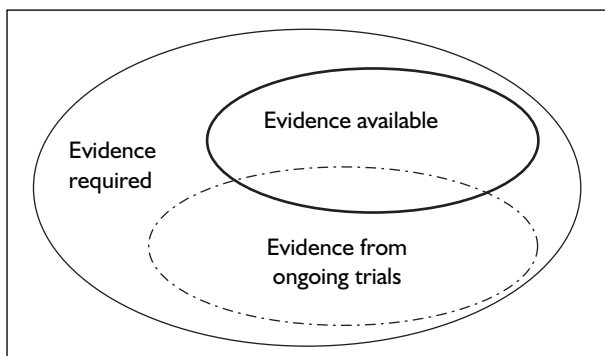 Evidence available
Evidence
required
Evidence from
ongoing trials